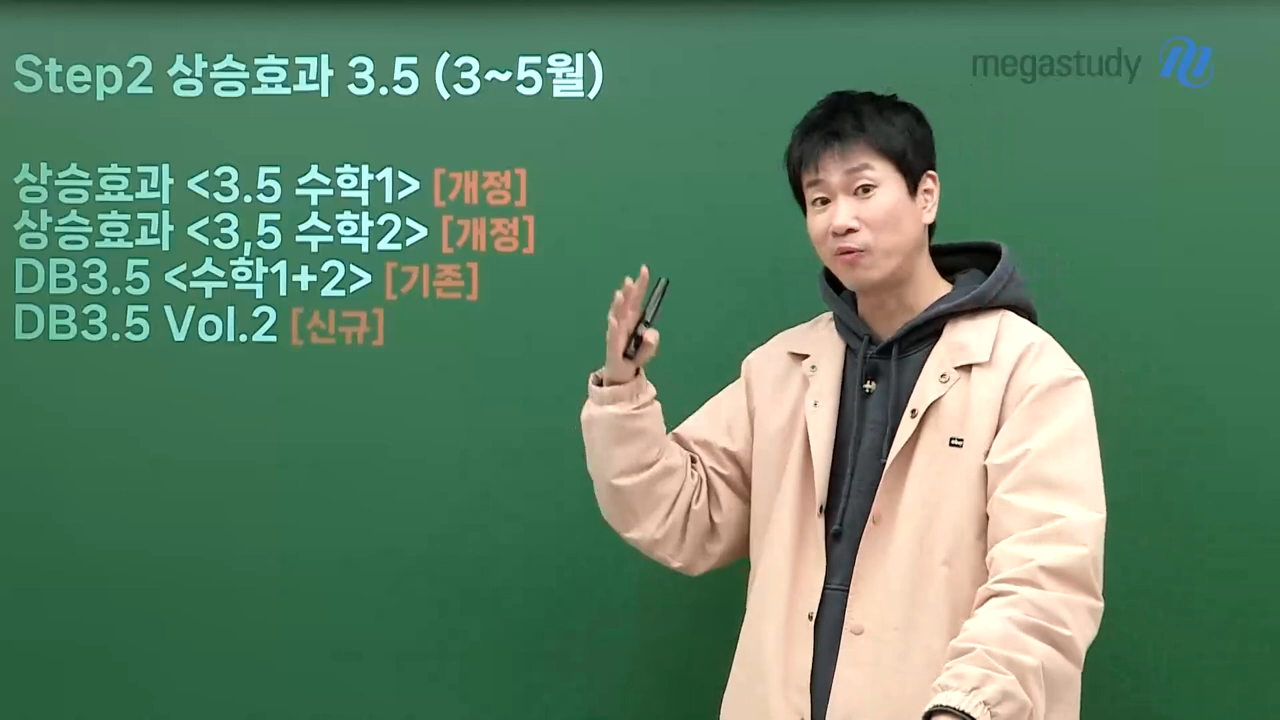 Step2 상승효과 3.5 (3~5월)
megastudy
상승효과 <3.5 수학1> [개정]
상승효과 <3,5 수학2> [개정]
DB3.5 <수학1+2> [기존]
DB3.5 Vol.2 [신규]